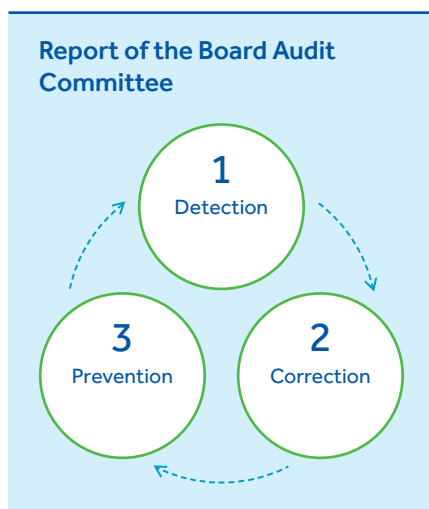 Report of the Board Audit
Committee
1
Detection
3
Prevention
2
Correction